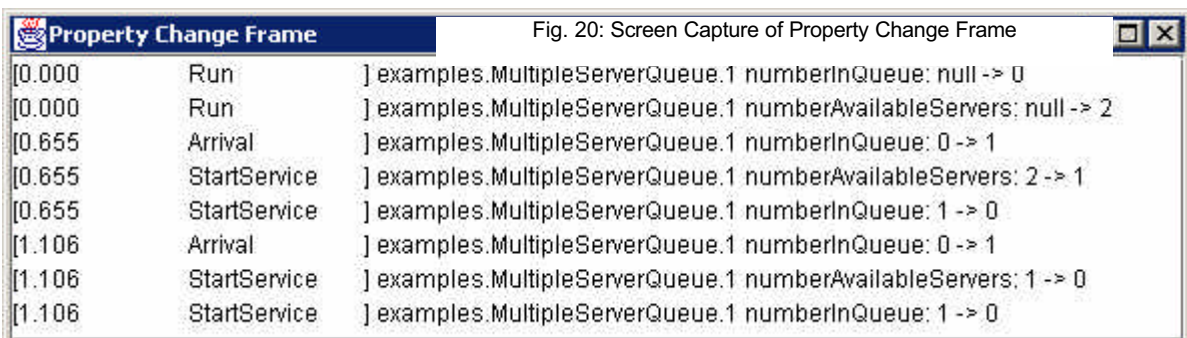 Property Change Frame
Fig. 20: Screen Capture of Property Change Frame
[0.000 Run ] examples.MultipleServerQueue.1 numberInQueue: null -> 0
[0.000 Run ] examples.MultipleServerQueue.1 numberAvailableServers: null -> 2
[0.655 Arrival ] examples.MultipleServerQueue.1 numberInQueue: 0 -> 1
[0.655 StartService ] examples.MultipleServerQueue.1 numberAvailableServers: 2 -> 1
[0.655 StartService ] examples.MultipleServerQueue.1 numberInQueue: 1 -> 0
[1.106 Arrival ] examples.MultipleServerQueue.1 numberInQueue: 0 -> 1
[1.106 StartService ] examples.MultipleServerQueue.1 numberAvailableServers: 1 -> 0
[1.106 StartService ] examples.MultipleServerQueue.1 numberInQueue: 1 -> 0